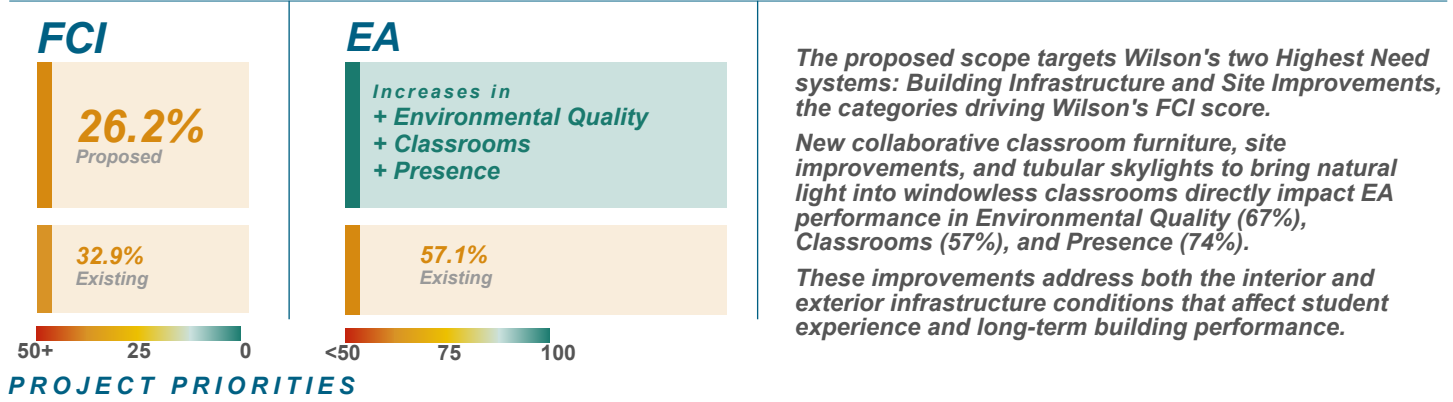 FCI
26.2%
Proposed
32.9%
Existing
50+ 25 0
EA
Increases in
+ Environmental Quality
+ Classrooms
+ Presence
57.1%
Existing
<50 75 100
The proposed scope targets Wilson's two Highest Need
systems: Building Infrastructure and Site Improvements,
the categories driving Wilson's FCI score.
New collaborative classroom furniture, site
improvements, and tubular skylights to bring natural
light into windowless classrooms directly impact EA
performance in Environmental Quality (67%),
Classrooms (57%), and Presence (74%).
These improvements address both the interior and
exterior infrastructure conditions that affect student
experience and long-term building performance.
PROJECT PRIORITIES